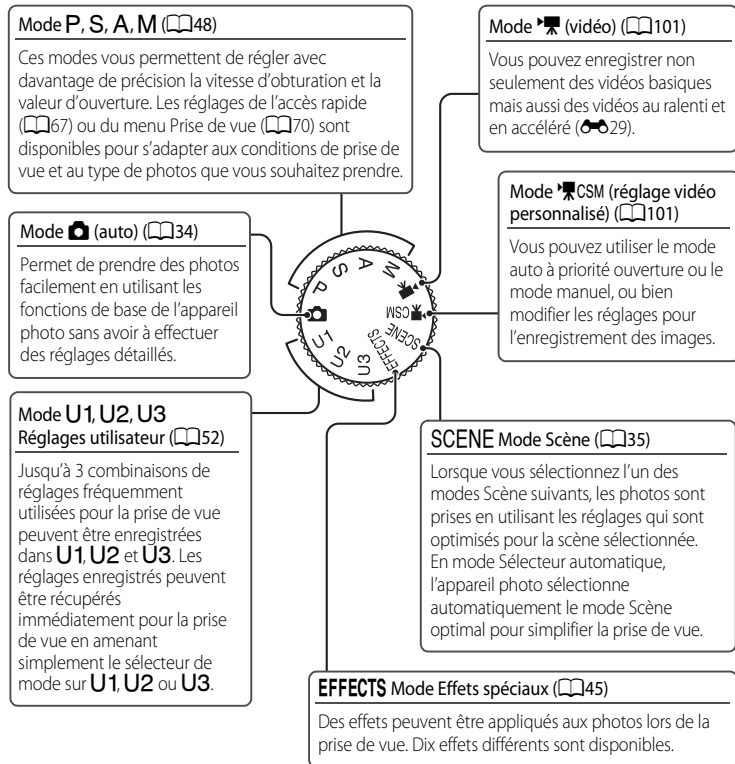 Mode P, S, A, M (48)
Ces modes vous permettent de régler avec
davantage de précision la vitesse d'obturation et la
valeur d'ouverture. Les réglages de l'accès rapide
(67) ou du menu Prise de vue (70) sont
disponibles pour s'adapter aux conditions de prise de
vue et au type de photos que vous souhaitez prendre.
Mode (vidéo) (101)
Vous pouvez enregistrer non
seulement des vidéos basiques
mais aussi des vidéos au ralenti et
en accéléré (29).
Mode CSM (réglage vidéo
personnalisé) (101)
Vous pouvez utiliser le mode
auto à priorité ouverture ou le
mode manuel, ou bien
modifier les réglages pour
l'enregistrement des images.
Mode (auto) (34)
Permet de prendre des photos
facilement en utilisant les
fonctions de base de l'appareil
photo sans avoir à effectuer
des réglages détaillés.
P
S
A
M
CSM
SCENE
EFFECTS
U3
U2
U1
Mode U1, U2, U3
Réglages utilisateur (52)
Jusqu'à 3 combinaisons de
réglages fréquemment
utilisées pour la prise de vue
peuvent être enregistrées
dans U1, U2 et U3. Les
réglages enregistrés peuvent
être récupérés
immédiatement pour la prise
de vue en amenant
simplement le sélecteur de
mode sur U1, U2 ou U3.
SCENE Mode Scène (35)
Lorsque vous sélectionnez l'un des
modes Scène suivants, les photos sont
prises en utilisant les réglages qui sont
optimisés pour la scène sélectionnée.
En mode Sélecteur automatique,
l'appareil photo sélectionne
automatiquement le mode Scène
optimal pour simplifier la prise de vue.
EFFECTS Mode Effets spéciaux (45)
Des effets peuvent être appliqués aux photos lors de la
prise de vue. Dix effets différents sont disponibles.